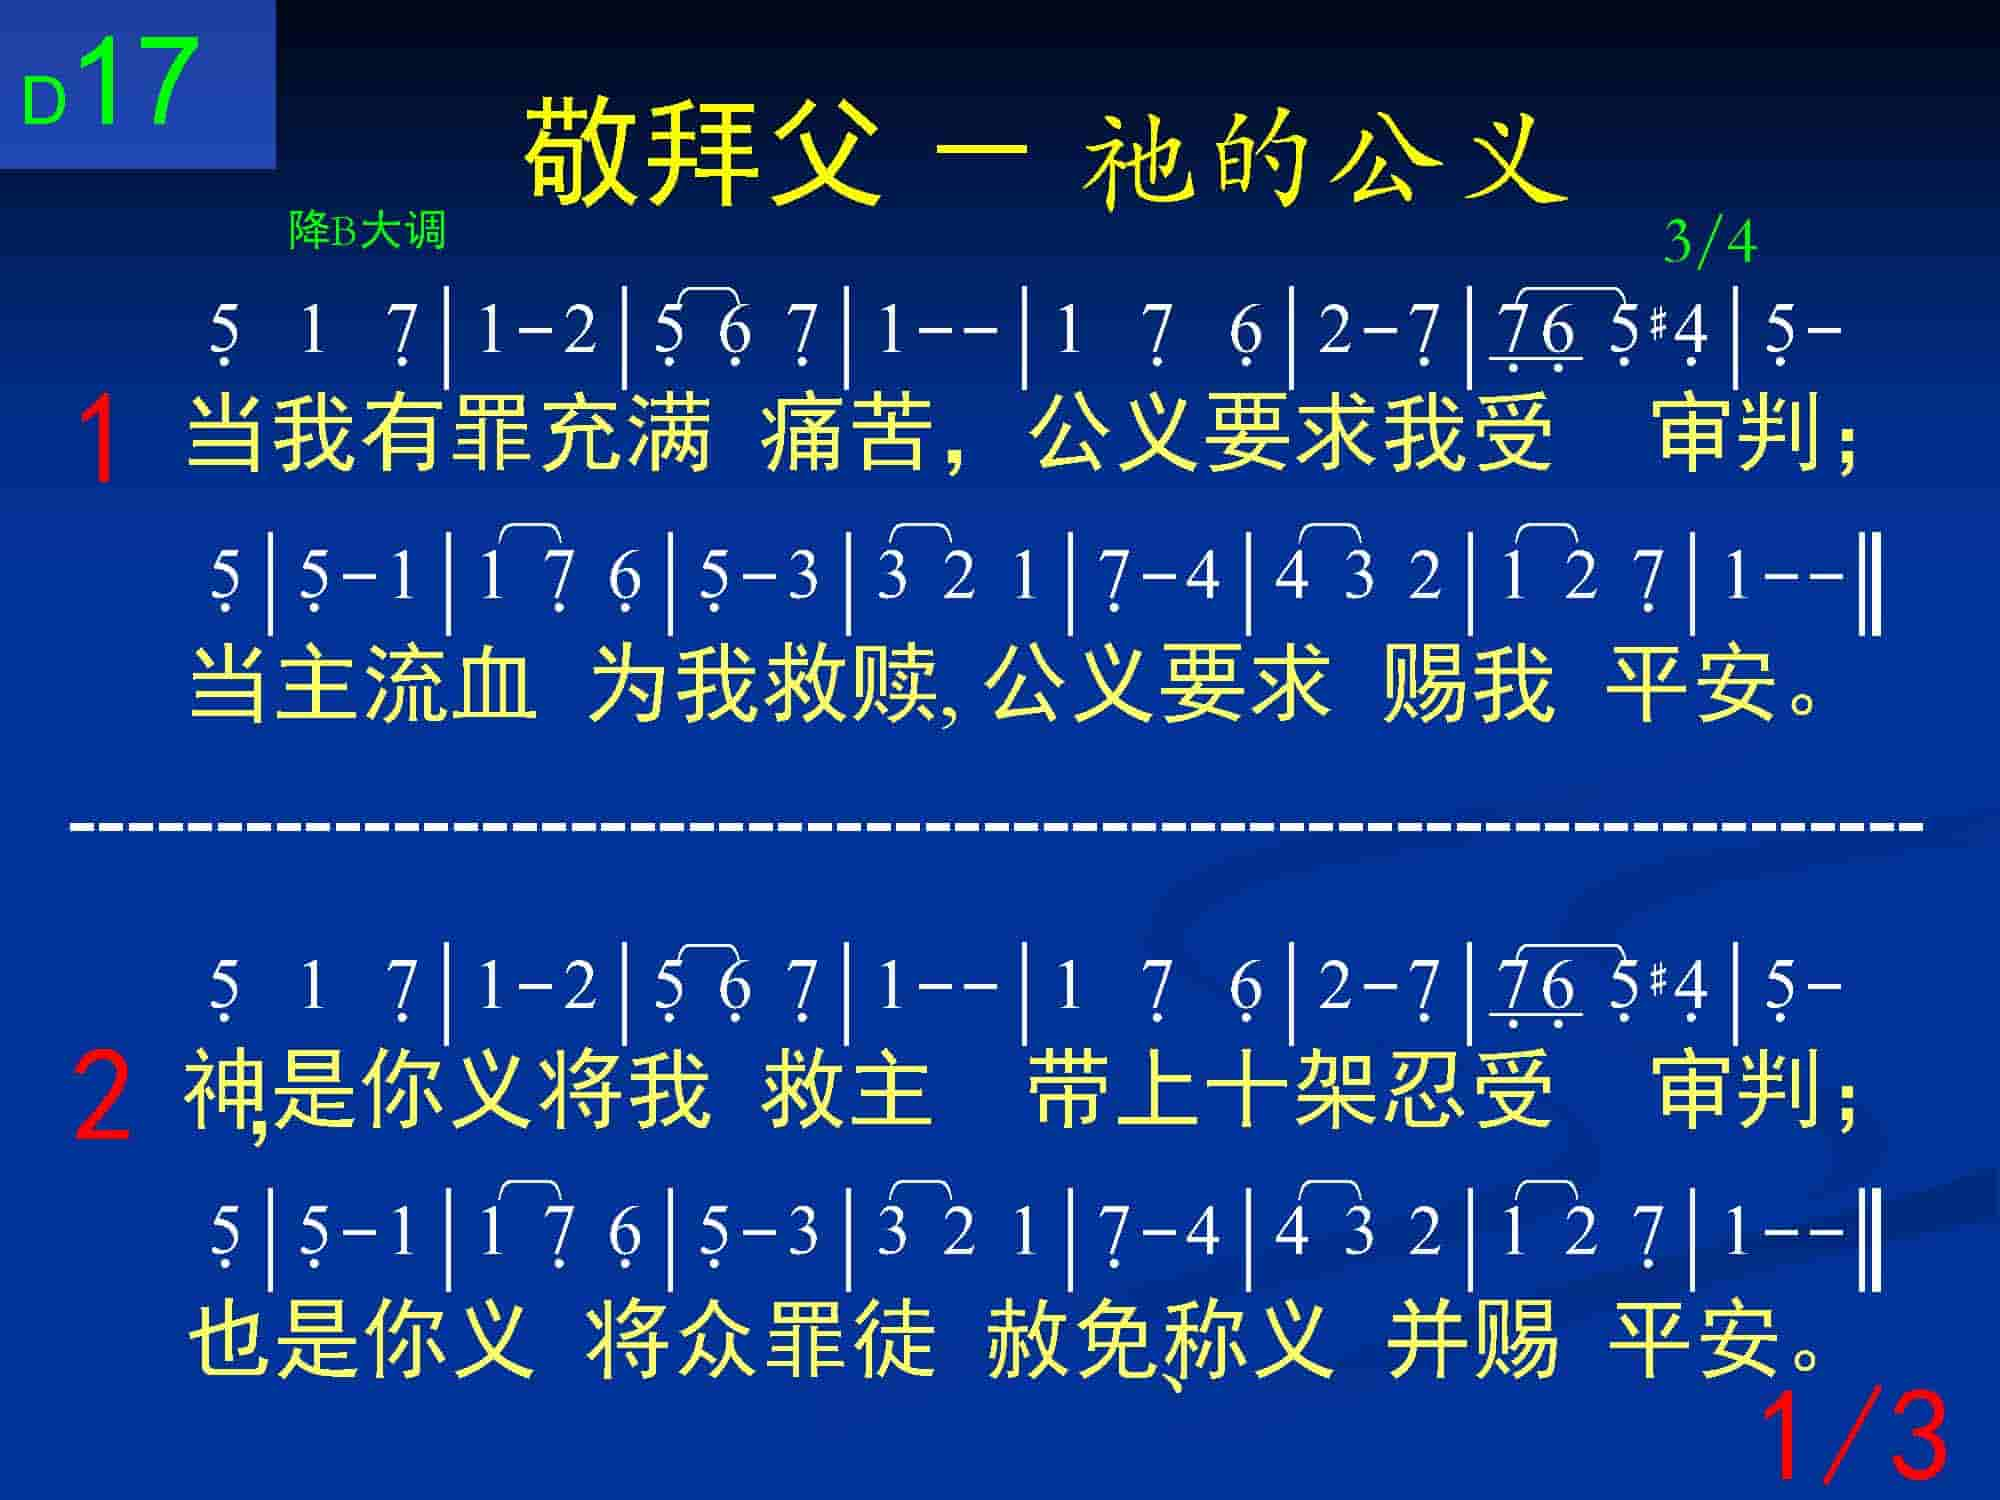 D17
敬拜父 － 祂的公义
降B大调 3/4
5̣ 1 7̣ | 1 - 2 | 5̣ 6̣ 7̣ | 1 - - | 1 7̣ 6̣ | 2 - 7̣ | 7̣6̣ 5̣ #4̣ | 5̣ -
1 当我有罪充满 痛苦，公义要求我受 审判；
5̣ | 5̣ - 1 | 1 7̣ 6̣ | 5̣ - 3 | 3 2 1 | 7̣ - 4 | 4 3 2 | 1 2 7̣ | 1 - - ‖
当主流血 为我救赎, 公义要求 赐我 平安。
--------------------------------------------------------------
5̣ 1 7̣ | 1 - 2 | 5̣ 6̣ 7̣ | 1 - - | 1 7̣ 6̣ | 2 - 7̣ | 7̣6̣ 5̣ #4̣ | 5̣ -
2 神,是你义将我 救主 带上十架忍受 审判；
5̣ | 5̣ - 1 | 1 7̣ 6̣ | 5̣ - 3 | 3 2 1 | 7̣ - 4 | 4 3 2 | 1 2 7̣ | 1 - - ‖
也是你义 将众罪徒 赦免、称义 并赐 平安。
1/3